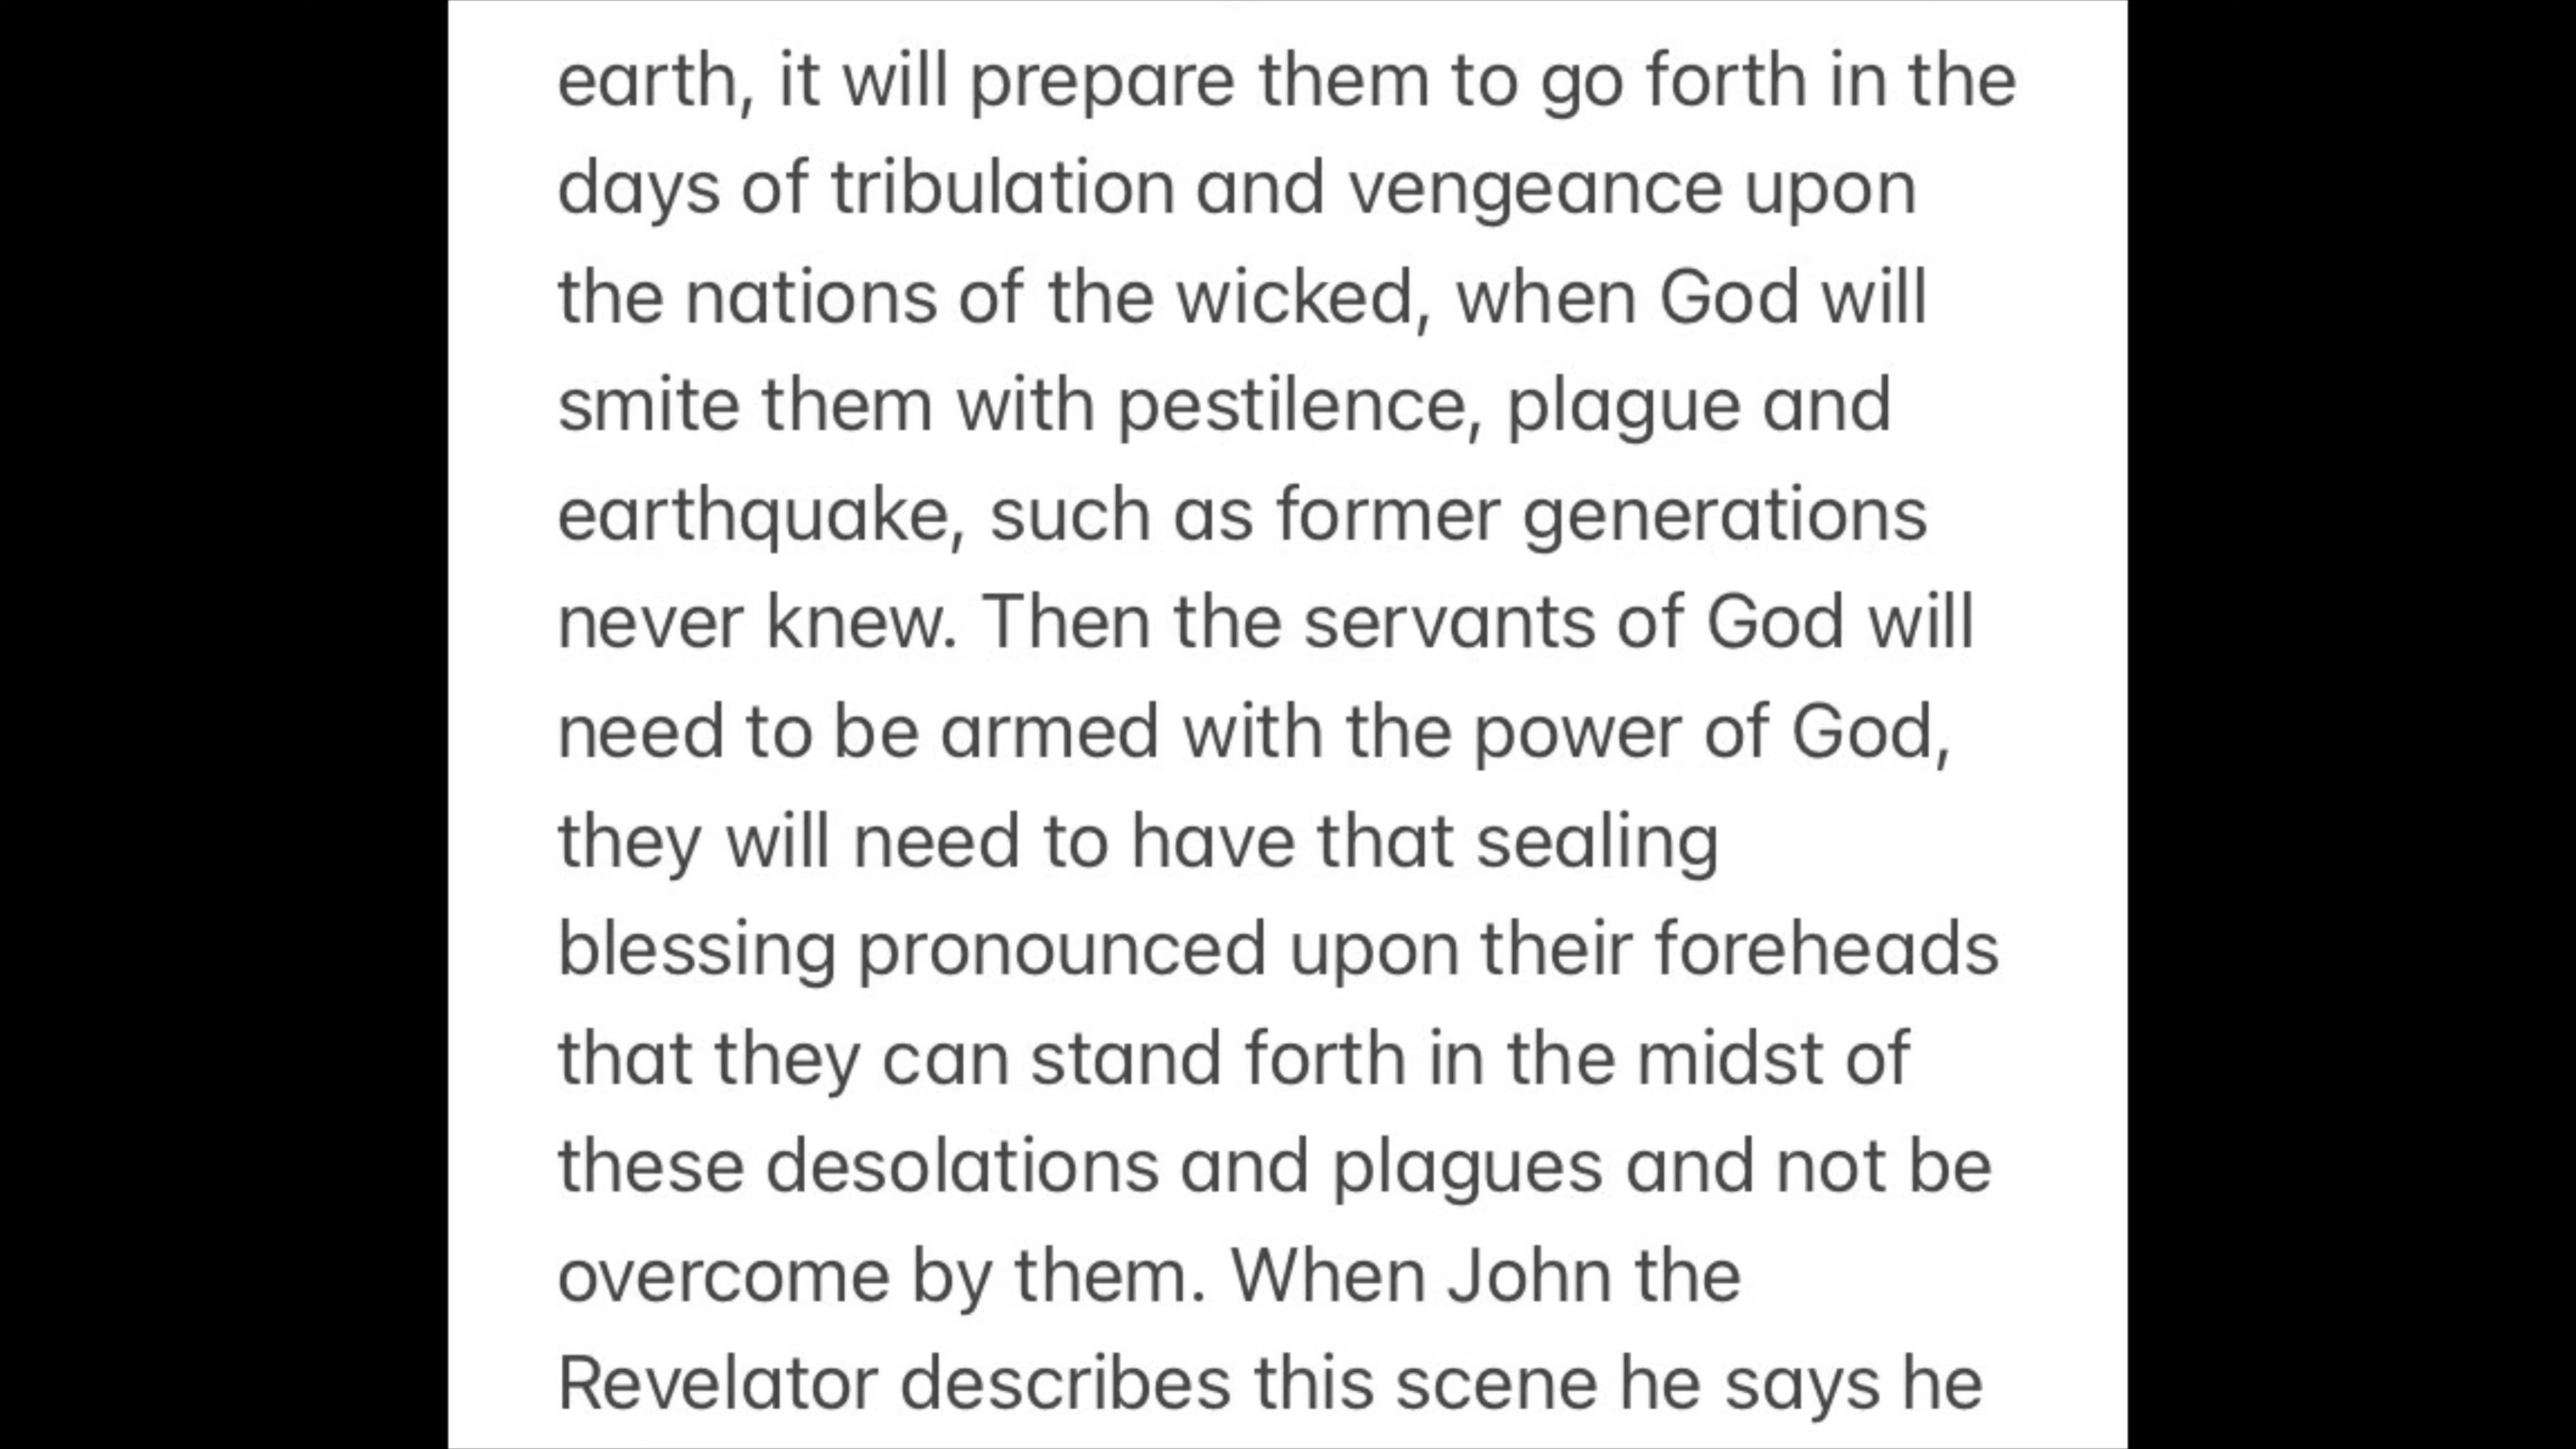 earth, it will prepare them to go forth in the
days of tribulation and vengeance upon
the nations of the wicked, when God will
smite them with pestilence, plague and
earthquake, such as former generations
never knew. Then the servants of God will
need to be armed with the power of God,
they will need to have that sealing
blessing pronounced upon their foreheads
that they can stand forth in the midst of
these desolations and plagues and not be
overcome by them. When John the
Revelator describes this scene he says he